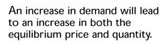 An increase in demand will lead
to an increase in both the
equilibrium price and quantity.